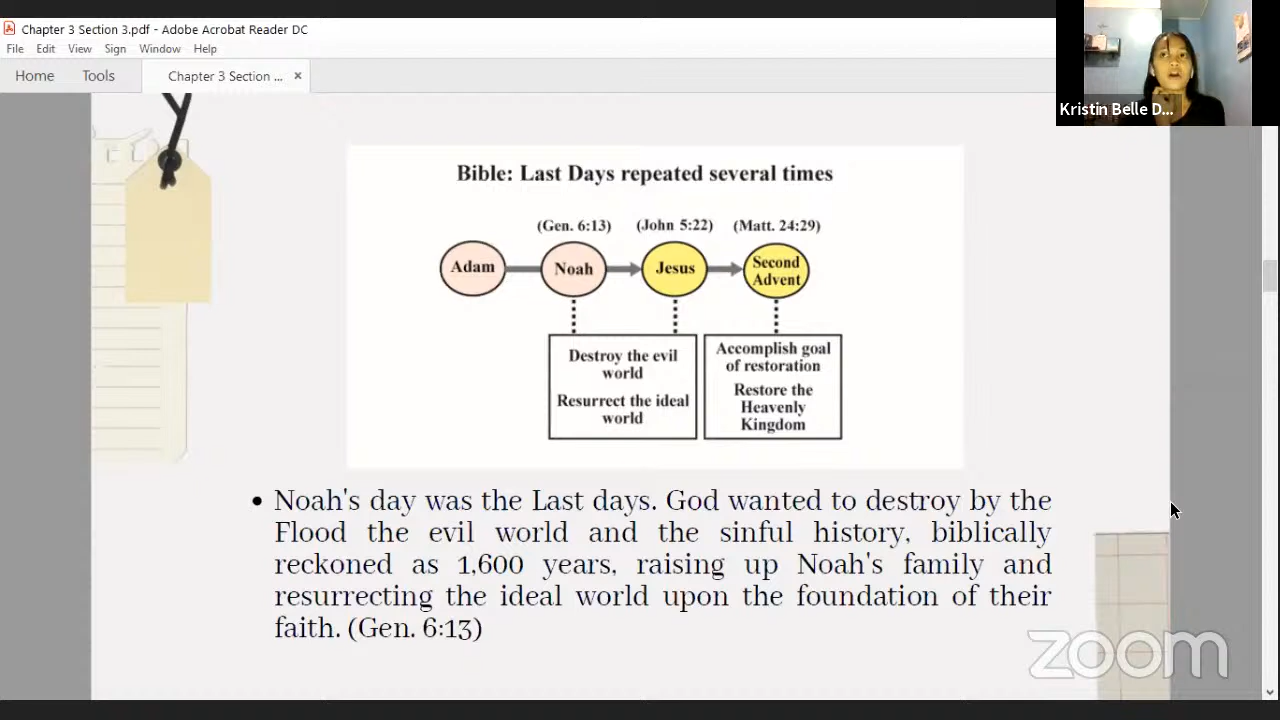 Chapter 3 Section 3.pdf - Adobe Acrobat Reader DC
File Edit View Sign Window Help
Home Tools Chapter 3 Section ... ×
Kristin Belle D...
Bible: Last Days repeated several times
(Gen. 6:13) (John 5:22) (Matt. 24:29)
Adam Noah Jesus Second
Advent
Destroy the evil
world
Resurrect the ideal
world
Accomplish goal
of restoration
Restore the
Heavenly
Kingdom
• Noah's day was the Last days. God wanted to destroy by the
Flood the evil world and the sinful history, biblically
reckoned as 1,600 years, raising up Noah's family and
resurrecting the ideal world upon the foundation of their
faith. (Gen. 6:13)
zoom